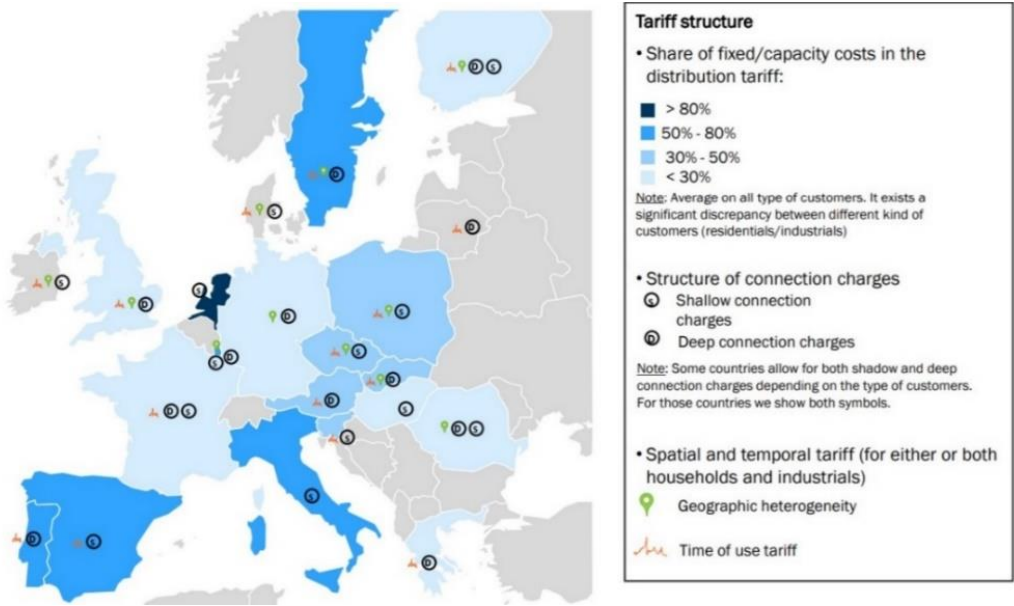 Tariff structure
• Share of fixed/capacity costs in the
distribution tariff:
> 80%
50% - 80%
30% - 50%
< 30%
Note: Average on all type of customers. It exists a
significant discrepancy between different kind of
customers (residentials/industrials)
• Structure of connection charges
S Shallow connection
charges
D Deep connection charges
Note: Some countries allow for both shadow and deep
connection charges depending on the type of customers.
For those countries we show both symbols.
• Spatial and temporal tariff (for either or both
households and industrials)
Geographic heterogeneity
Time of use tariff
D S
D
S
D
S
S
D
D
S
S
D
S
D
D S
D
S
S
D S
S
D
S
D